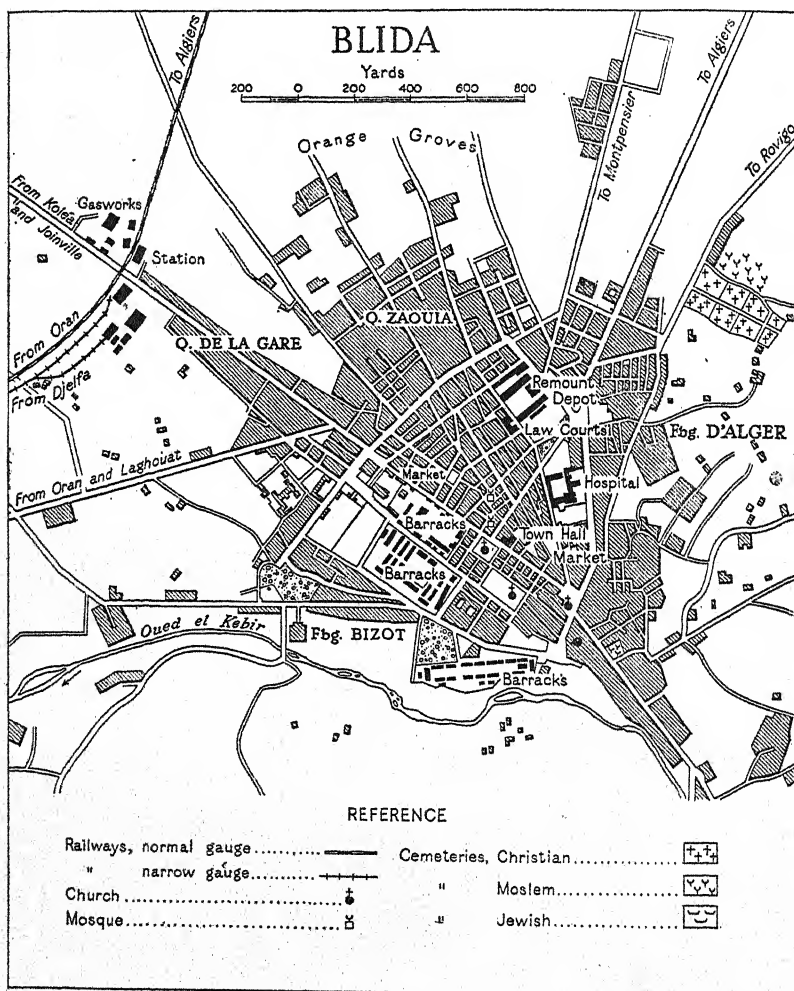 BLIDA
Yards
200 0 200 400 600 800
To Algiers
Orange Groves
To Montpensier
To Algiers
To Rovigo
From Kolea
and Joinville
Gasworks
Station
Q. ZAOUIA
Q. DE LA GARE
From Oran
From Djelfa
Remount
Depot
Law Courts
Fbg. D'ALGER
From Oran and Laghouat
Market
Hospital
Barracks
Town Hall
Market
Barracks
Oued el Kebir
Fbg. BIZOT
Barracks
REFERENCE
Railways, normal gauge
" narrow gauge
Church
Mosque
Cemeteries, Christian
" Moslem
" Jewish